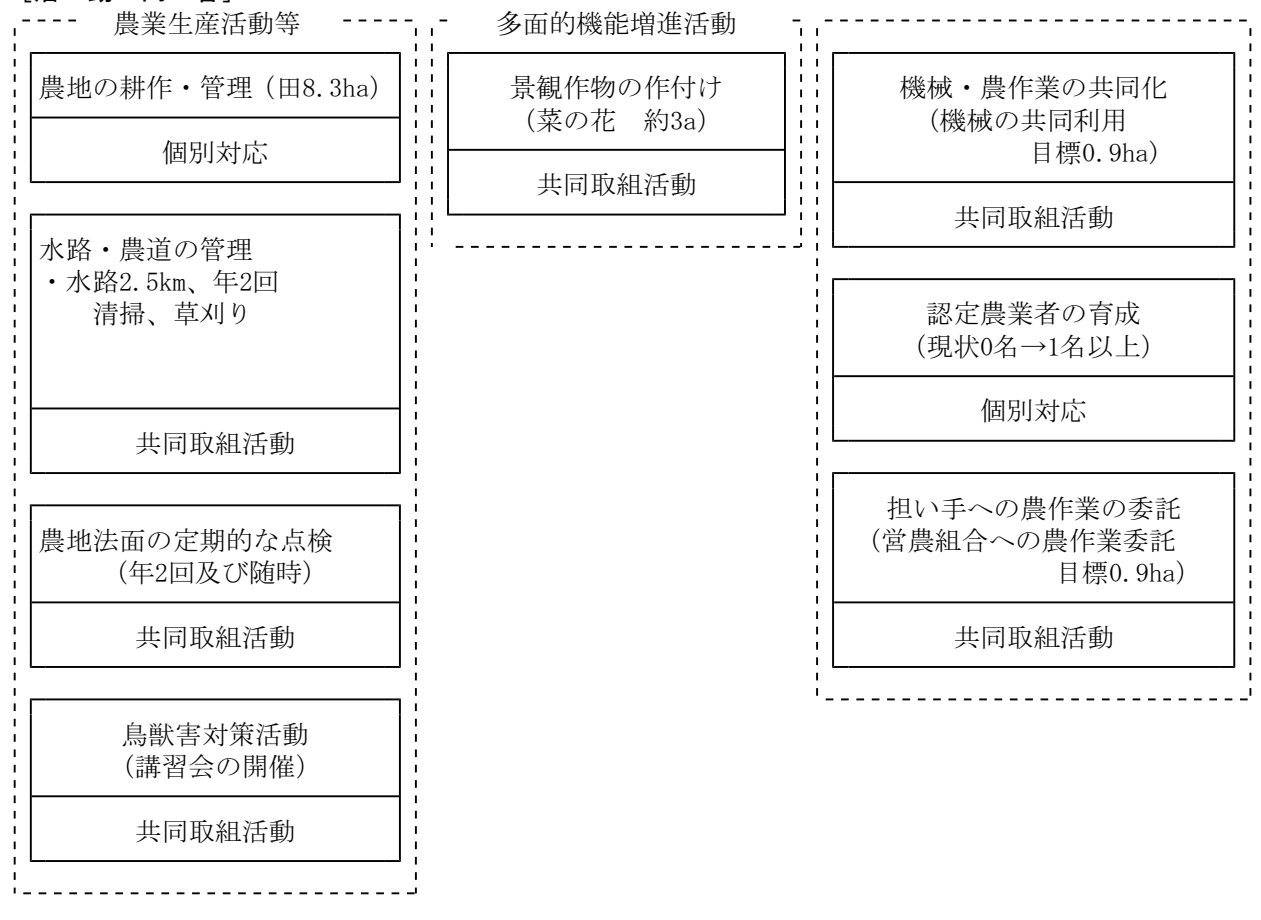 農業生産活動等
農地の耕作・管理（田8.3ha）
個別対応
水路・農道の管理
・水路2.5km、年2回
清掃、草刈り
共同取組活動
農地法面の定期的な点検
（年2回及び随時）
共同取組活動
鳥獣害対策活動
（講習会の開催）
共同取組活動
多面的機能増進活動
景観作物の作付け
（菜の花　約3a）
共同取組活動
機械・農作業の共同化
（機械の共同利用
目標0.9ha）
共同取組活動
認定農業者の育成
（現状0名→1名以上）
個別対応
担い手への農作業の委託
（営農組合への農作業委託
目標0.9ha）
共同取組活動